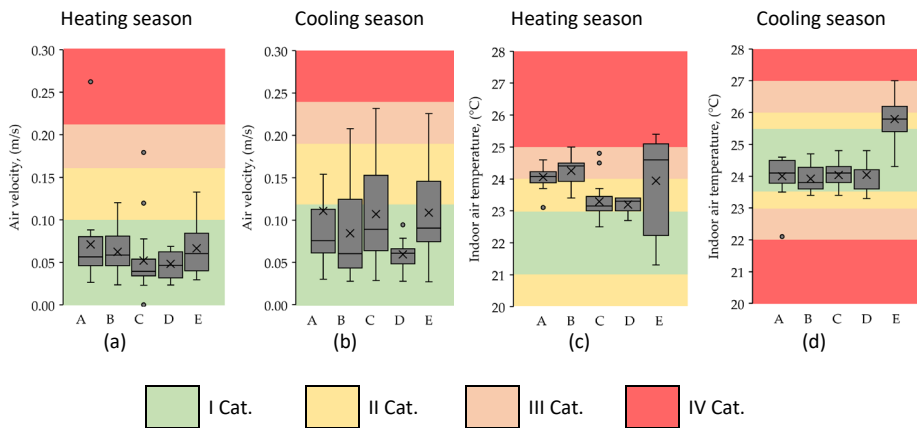 Heating season
Cooling season
Heating season
Cooling season
Air velocity, (m/s)
0.30
0.25
0.20
0.15
0.10
0.05
0.00
A B C D E
(a)
Air velocity, (m/s)
0.30
0.25
0.20
0.15
0.10
0.05
0.00
A B C D E
(b)
Indoor air temperature, (°C)
28
27
26
25
24
23
22
21
20
A B C D E
(c)
Indoor air temperature, (°C)
28
27
26
25
24
23
22
21
20
A B C D E
(d)
I Cat.
II Cat.
III Cat.
IV Cat.